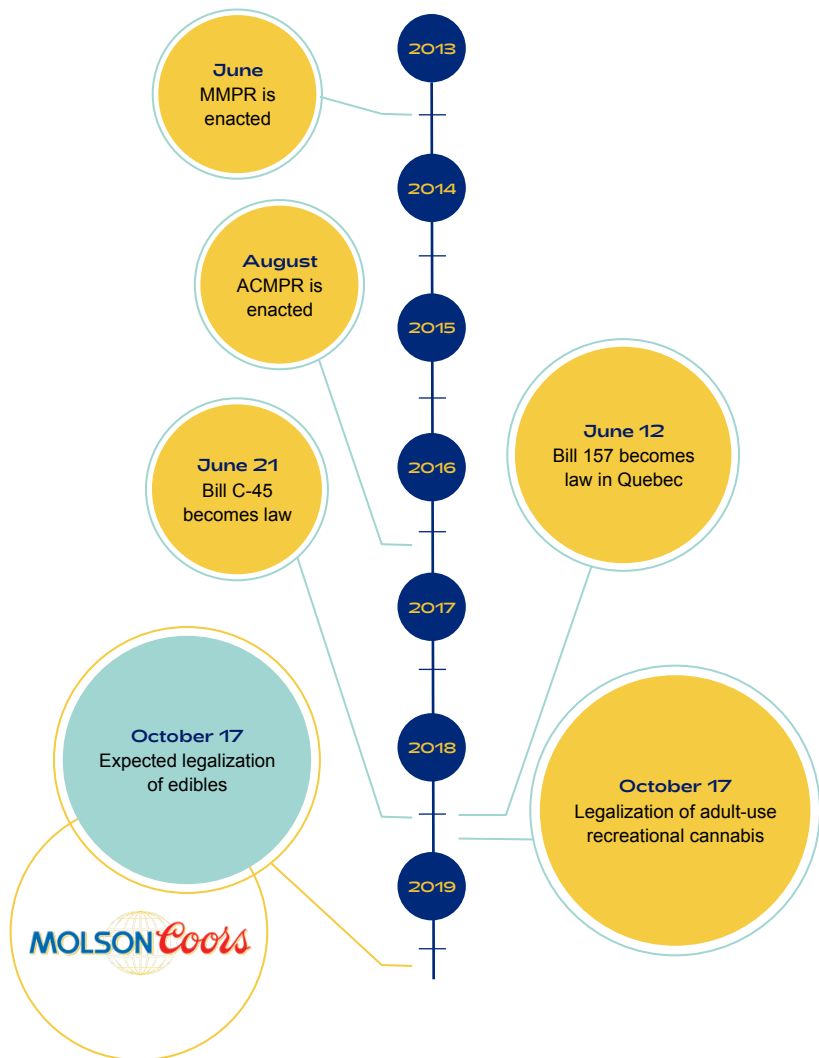 2013
June
MMPR is
enacted
2014
August
ACMPR is
enacted
2015
June 12
Bill 157 becomes
law in Quebec
June 21
Bill C-45
becomes law
2016
2017
October 17
Expected legalization
of edibles
2018
October 17
Legalization of adult-use
recreational cannabis
2019
MOLSON Coors